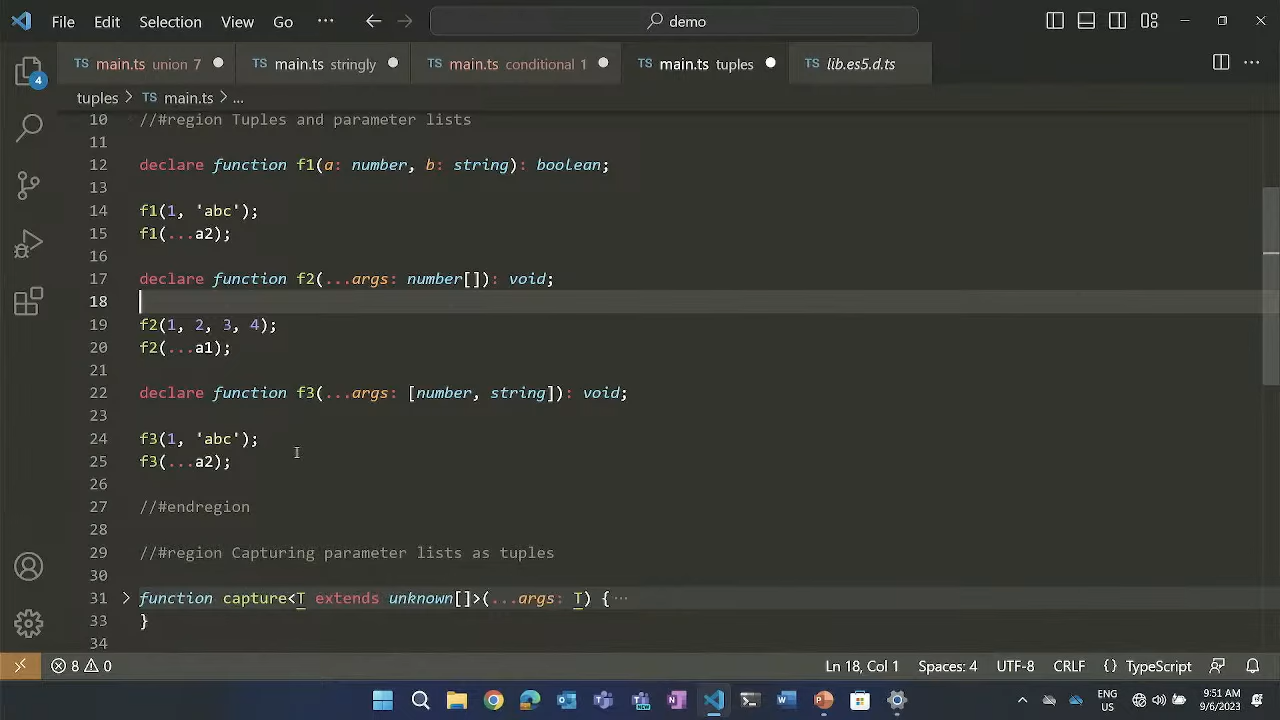 File Edit Selection View Go ··· demo
TS main.ts union 7 TS main.ts stringly TS main.ts conditional 1 TS main.ts tuples TS lib.es5.d.ts
tuples > TS main.ts > ...
10 //#region Tuples and parameter lists
11
12 declare function f1(a: number, b: string): boolean;
13
14 f1(1, 'abc');
15 f1(...a2);
16
17 declare function f2(...args: number[]): void;
18
19 f2(1, 2, 3, 4);
20 f2(...a1);
21
22 declare function f3(...args: [number, string]): void;
23
24 f3(1, 'abc');
25 f3(...a2);
26
27 //#endregion
28
29 //#region Capturing parameter lists as tuples
30
31 function capture<T extends unknown[]>(...args: T) {···
33 }
34
4
8 0 Ln 18, Col 1 Spaces: 4 UTF-8 CRLF {} TypeScript
ENG
US
9:51 AM
9/6/2023